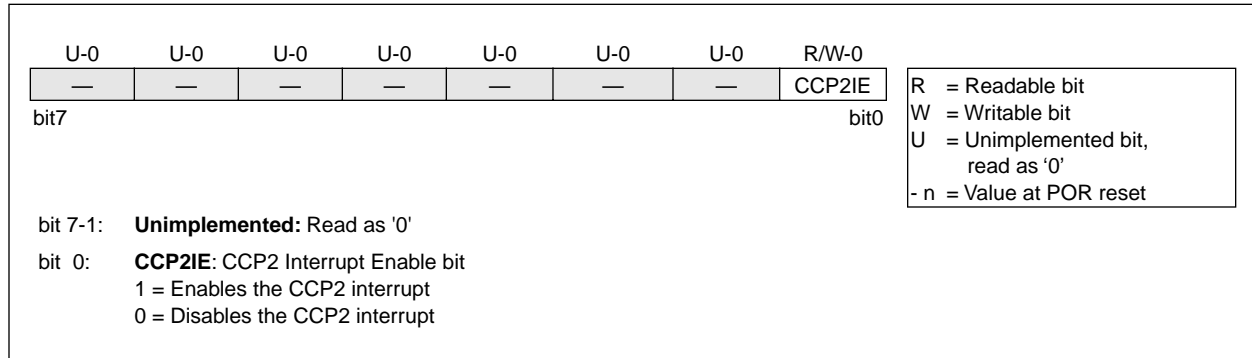 U-0 U-0 U-0 U-0 U-0 U-0 U-0 R/W-0
— — — — — — — CCP2IE
bit7 bit0
R = Readable bit
W = Writable bit
U = Unimplemented bit,
read as ‘0’
- n = Value at POR reset
bit 7-1: Unimplemented: Read as '0'
bit 0: CCP2IE: CCP2 Interrupt Enable bit
1 = Enables the CCP2 interrupt
0 = Disables the CCP2 interrupt